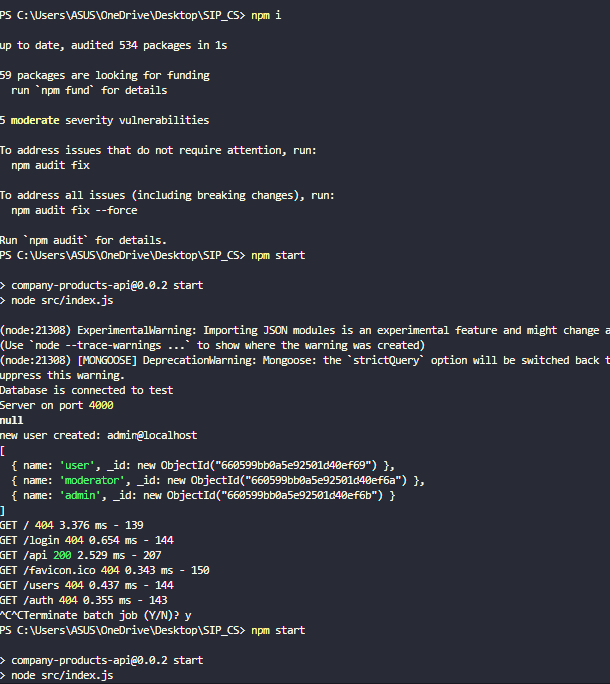 PS C:\Users\ASUS\OneDrive\Desktop\SIP_CS> npm i
up to date, audited 534 packages in 1s
59 packages are looking for funding
run `npm fund` for details
5 moderate severity vulnerabilities
To address issues that do not require attention, run:
npm audit fix
To address all issues (including breaking changes), run:
npm audit fix --force
Run `npm audit` for details.
PS C:\Users\ASUS\OneDrive\Desktop\SIP_CS> npm start
> company-products-api@0.0.2 start
> node src/index.js
(node:21308) ExperimentalWarning: Importing JSON modules is an experimental feature and might change a
(Use `node --trace-warnings ...` to show where the warning was created)
(node:21308) [MONGOOSE] DeprecationWarning: Mongoose: the `strictQuery` option will be switched back t
uppress this warning.
Database is connected to test
Server on port 4000
null
new user created: admin@localhost
[
{ name: 'user', _id: new ObjectId("660599bb0a5e92501d40ef69") },
{ name: 'moderator', _id: new ObjectId("660599bb0a5e92501d40ef6a") },
{ name: 'admin', _id: new ObjectId("660599bb0a5e92501d40ef6b") }
]
GET / 404 3.376 ms - 139
GET /login 404 0.654 ms - 144
GET /api 200 2.529 ms - 207
GET /favicon.ico 404 0.343 ms - 150
GET /users 404 0.437 ms - 144
GET /auth 404 0.355 ms - 143
^C^CTerminate batch job (Y/N)? y
PS C:\Users\ASUS\OneDrive\Desktop\SIP_CS> npm start
> company-products-api@0.0.2 start
> node src/index.js